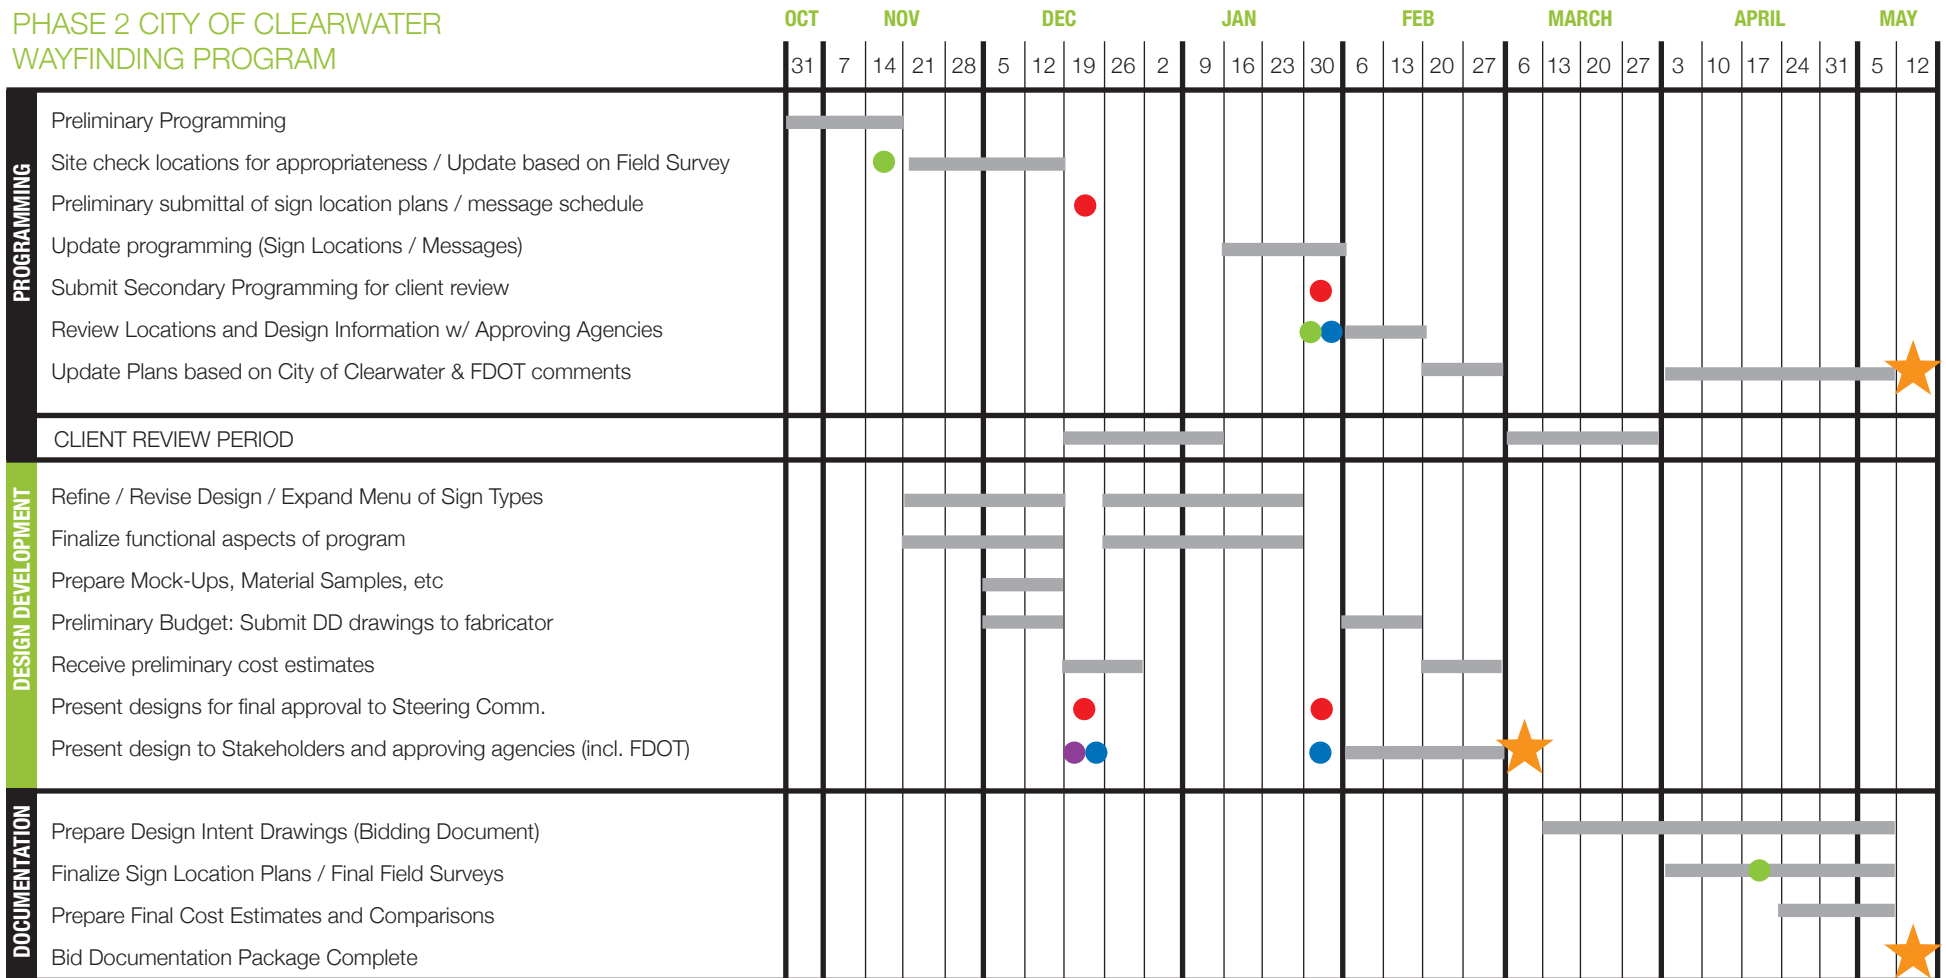 PHASE 2 CITY OF CLEARWATER
WAYFINDING PROGRAM
OCT NOV DEC JAN FEB MARCH APRIL MAY
31 7 14 21 28 5 12 19 26 2 9 16 23 30 6 13 20 27 6 13 20 27 3 10 17 24 31 5 12
PROGRAMMING
Preliminary Programming
Site check locations for appropriateness / Update based on Field Survey
Preliminary submittal of sign location plans / message schedule
Update programming (Sign Locations / Messages)
Submit Secondary Programming for client review
Review Locations and Design Information w/ Approving Agencies
Update Plans based on City of Clearwater & FDOT comments
CLIENT REVIEW PERIOD
DESIGN DEVELOPMENT
Refine / Revise Design / Expand Menu of Sign Types
Finalize functional aspects of program
Prepare Mock-Ups, Material Samples, etc
Preliminary Budget: Submit DD drawings to fabricator
Receive preliminary cost estimates
Present designs for final approval to Steering Comm.
Present design to Stakeholders and approving agencies (incl. FDOT)
DOCUMENTATION
Prepare Design Intent Drawings (Bidding Document)
Finalize Sign Location Plans / Final Field Surveys
Prepare Final Cost Estimates and Comparisons
Bid Documentation Package Complete